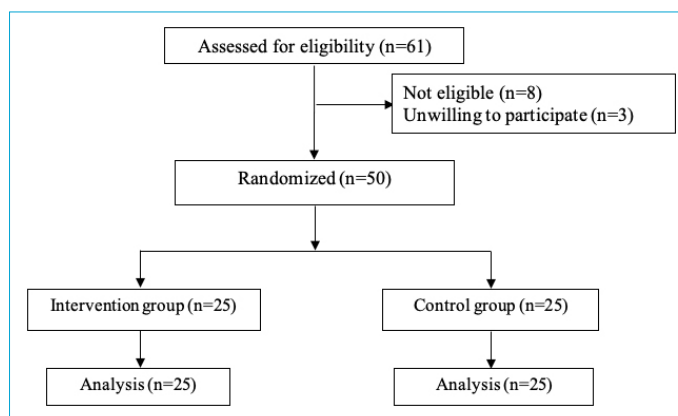 Assessed for eligibility (n=61)
Not eligible (n=8)
Unwilling to participate (n=3)
Randomized (n=50)
Intervention group (n=25)
Control group (n=25)
Analysis (n=25)
Analysis (n=25)